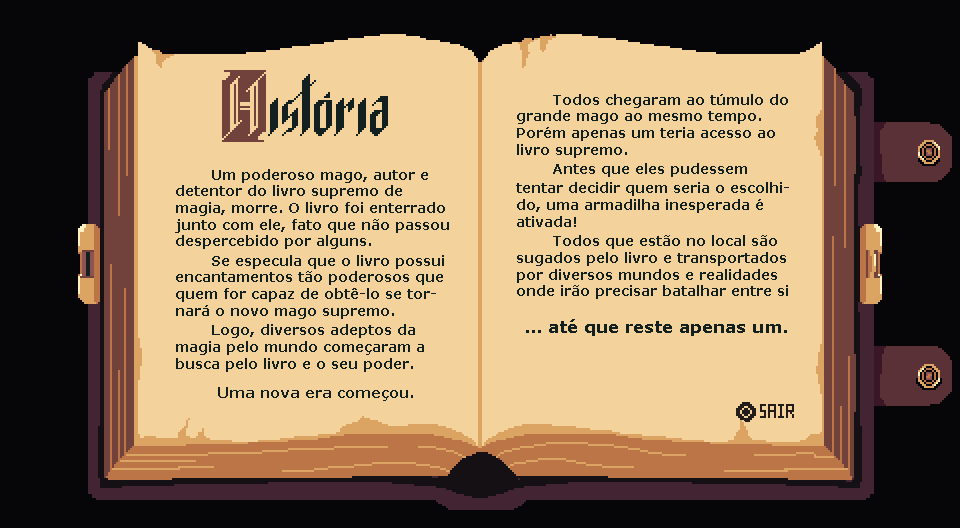 História
Um poderoso mago, autor e
detentor do livro supremo de
magia, morre. O livro foi enterrado
junto com ele, fato que não passou
despercebido por alguns.
Se especula que o livro possui
encantamentos tão poderosos que
quem for capaz de obtê-lo se tor-
nará o novo mago supremo.
Logo, diversos adeptos da
magia pelo mundo começaram a
busca pelo livro e o seu poder.
Uma nova era começou.
Todos chegaram ao túmulo do
grande mago ao mesmo tempo.
Porém apenas um teria acesso ao
livro supremo.
Antes que eles pudessem
tentar decidir quem seria o escolhi-
do, uma armadilha inesperada é
ativada!
Todos que estão no local são
sugados pelo livro e transportados
por diversos mundos e realidades
onde irão precisar batalhar entre si
... até que reste apenas um.
SAIR